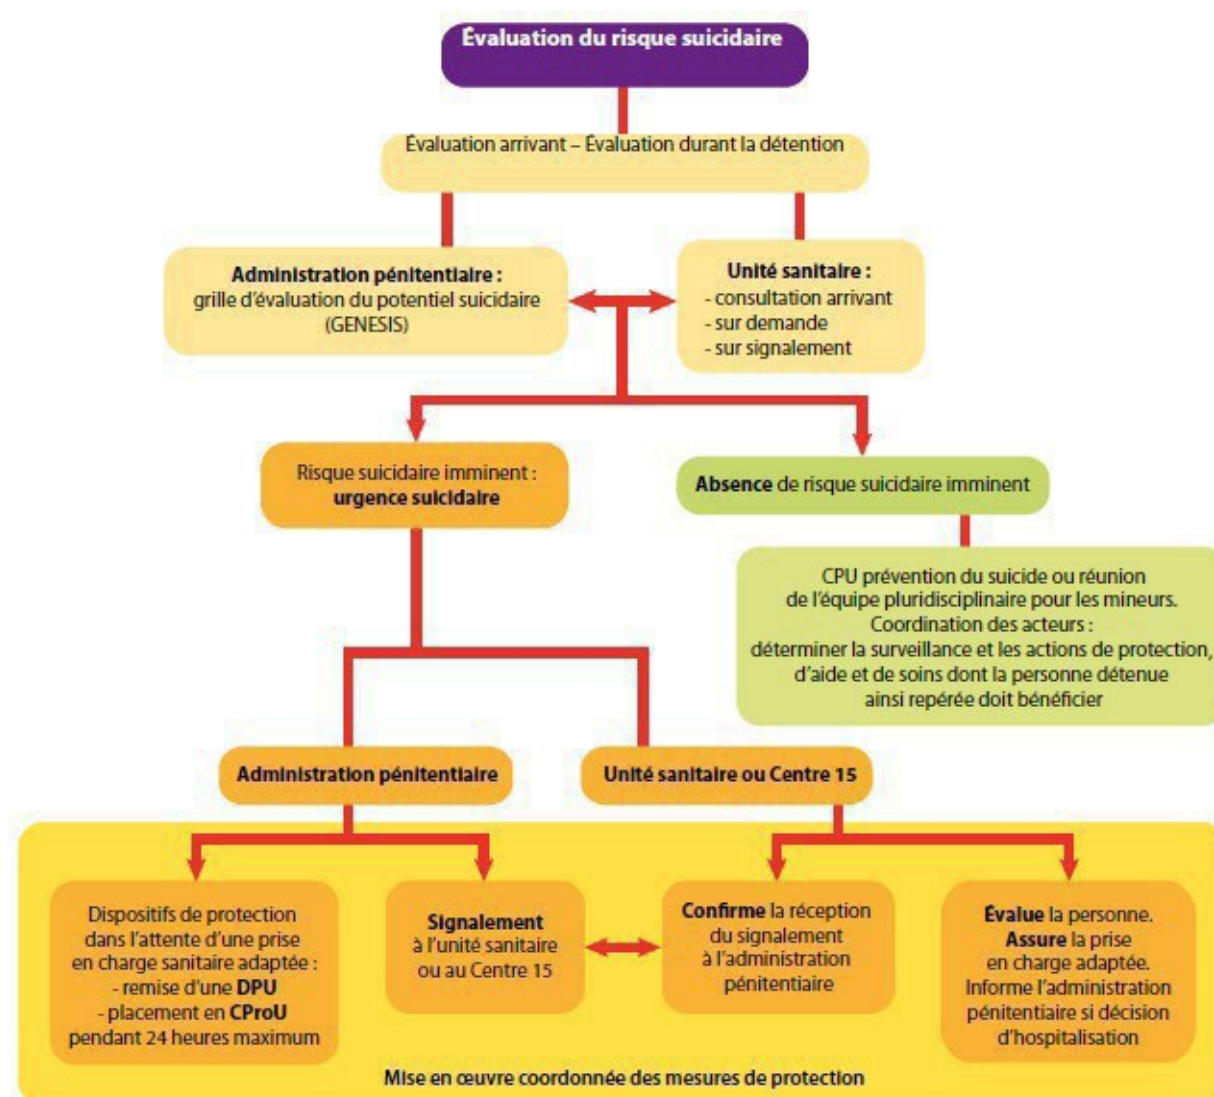 Évaluation du risque suicidaire
Évaluation arrivant – Évaluation durant la détention
Administration pénitentiaire :
grille d’évaluation du potentiel suicidaire
(GENESIS)
Unité sanitaire :
- consultation arrivant
- sur demande
- sur signalement
Risque suicidaire imminent :
urgence suicidaire
Absence de risque suicidaire imminent
CPU prévention du suicide ou réunion
de l’équipe pluridisciplinaire pour les mineurs.
Coordination des acteurs :
déterminer la surveillance et les actions de protection,
d’aide et de soins dont la personne détenue
ainsi repérée doit bénéficier
Administration pénitentiaire
Unité sanitaire ou Centre 15
Dispositifs de protection
dans l’attente d’une prise
en charge sanitaire adaptée :
- remise d’une DPU
- placement en CProU
pendant 24 heures maximum
Signalement
à l’unité sanitaire
ou au Centre 15
Confirme la réception
du signalement
à l’administration
pénitentiaire
Évalue la personne.
Assure la prise
en charge adaptée.
Informe l’administration
pénitentiaire si décision
d’hospitalisation
Mise en œuvre coordonnée des mesures de protection